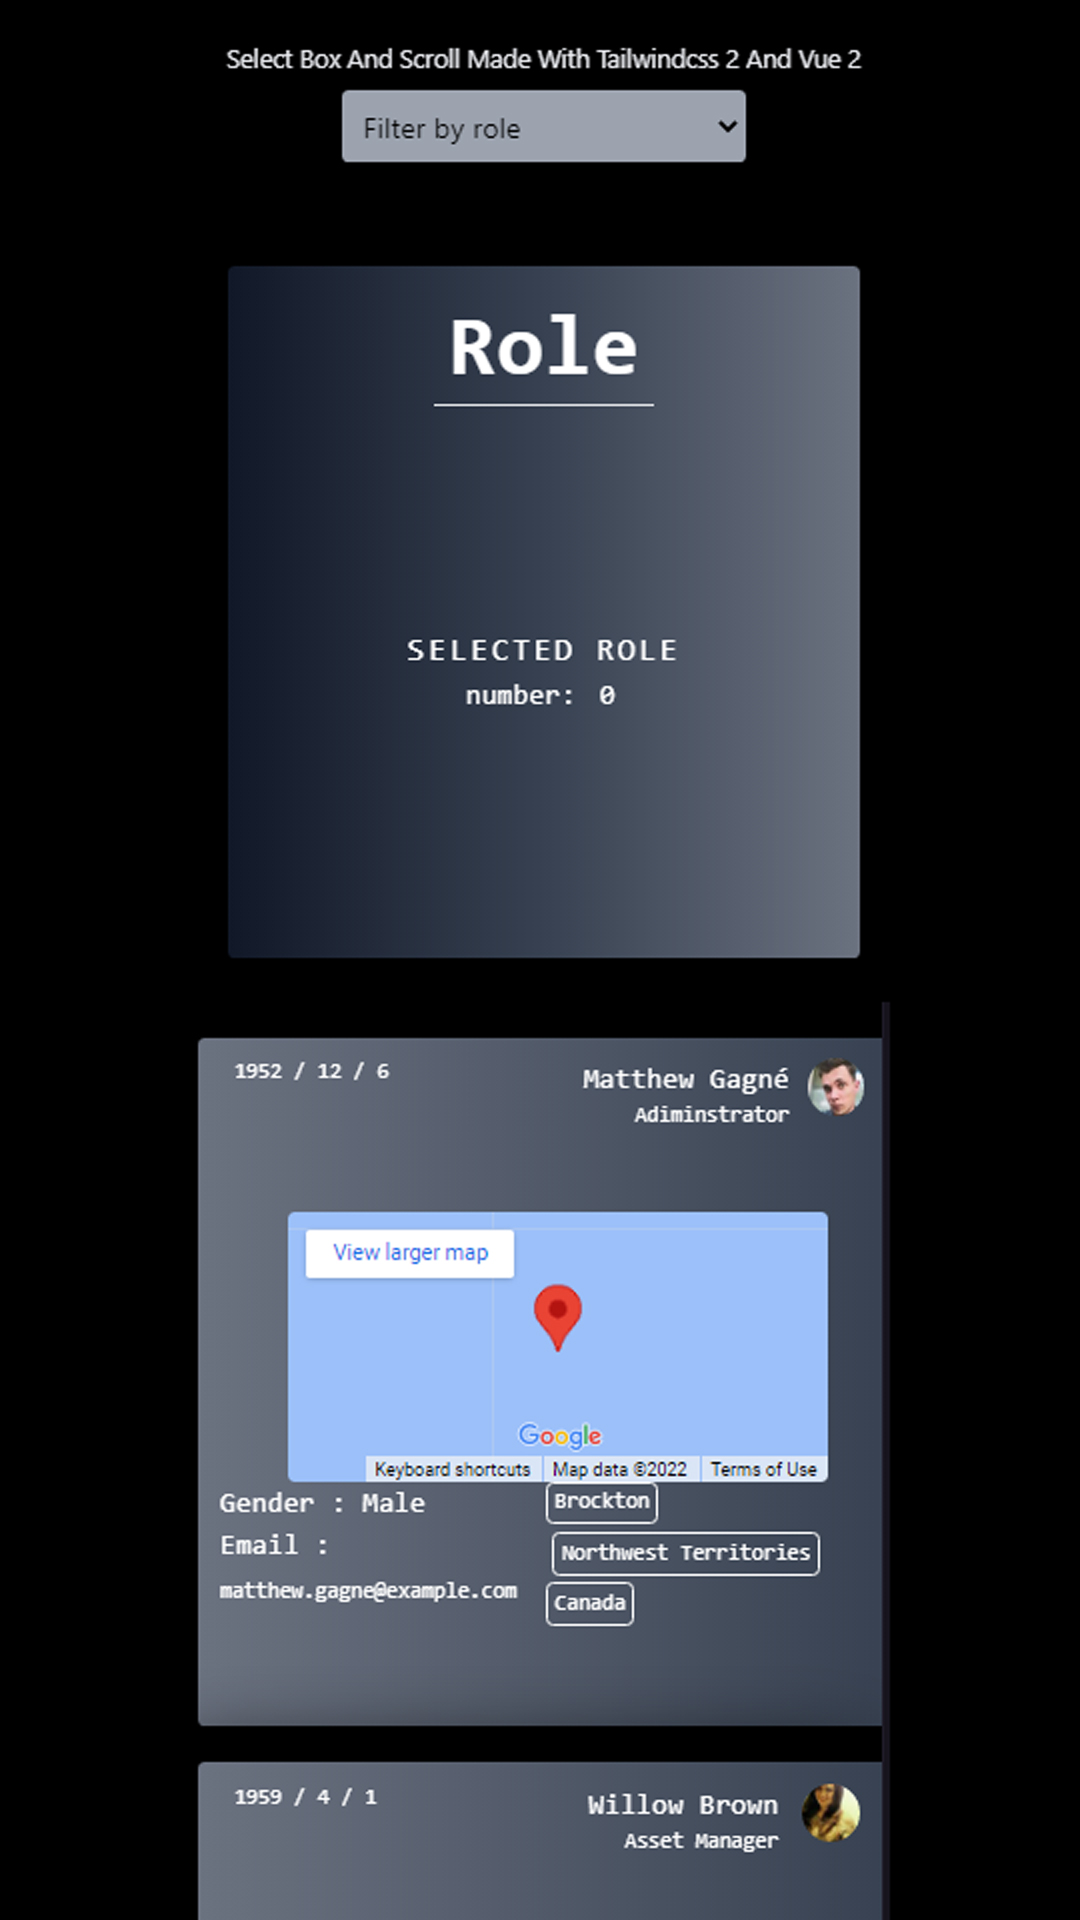 Select Box And Scroll Made With Tailwindcss 2 And Vue 2
Filter by role
Role
SELECTED ROLE
number: 0
1952 / 12 / 6
Matthew Gagné
Adiminstrator
View larger map
Google
Keyboard shortcuts Map data ©2022 Terms of Use
Gender : Male
Email :
matthew.gagne@example.com
Brockton
Northwest Territories
Canada
1959 / 4 / 1
Willow Brown
Asset Manager